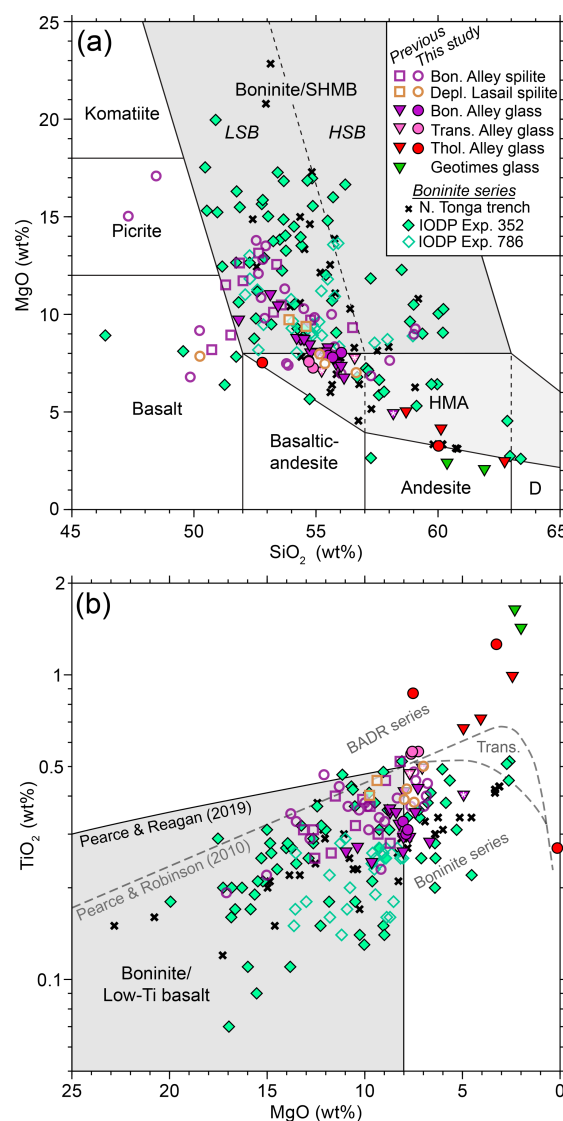 (a)
25
20
15
10
5
0
MgO (wt%)
45
50
55
60
65
SiO2 (wt%)
Komatiite
Picrite
Basalt
Boninite/SHMB
LSB
HSB
HMA
Basaltic-
andesite
Andesite
D
Previous
This study
Bon. Alley spilite
Depl. Lasail spilite
Bon. Alley glass
Trans. Alley glass
Thol. Alley glass
Geotimes glass
Boninite series
N. Tonga trench
IODP Exp. 352
IODP Exp. 786
(b)
2
1
0.5
0.1
TiO2 (wt%)
BADR series
Trans.
Pearce & Reagan (2019)
Pearce & Robinson (2010)
Boninite series
Boninite/
Low-Ti basalt
25
20
15
10
5
0
MgO (wt%)